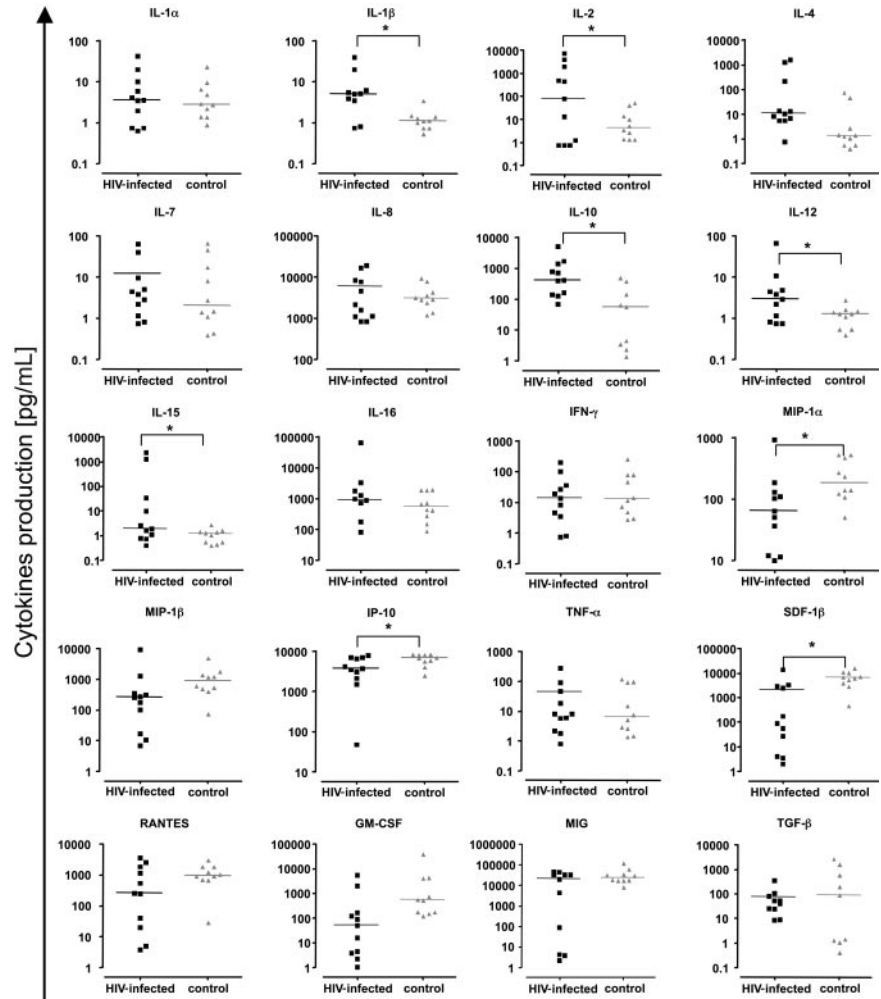 Cytokines production [pg/mL]
IL-1α
100
10
1
0.1
HIV-infected control
IL-1β
*
100
10
1
0.1
HIV-infected control
IL-2
*
10000
1000
100
10
1
0.1
HIV-infected control
IL-4
10000
1000
100
10
1
0.1
HIV-infected control
IL-7
100
10
1
0.1
HIV-infected control
IL-8
100000
10000
1000
100
HIV-infected control
IL-10
*
10000
1000
100
10
1
HIV-infected control
IL-12
*
100
10
1
0.1
HIV-infected control
IL-15
*
10000
1000
100
10
1
0.1
HIV-infected control
IL-16
100000
10000
1000
100
10
HIV-infected control
IFN-γ
1000
100
10
1
0.1
HIV-infected control
MIP-1α
*
1000
100
10
HIV-infected control
MIP-1β
10000
1000
100
10
1
HIV-infected control
IP-10
*
10000
1000
100
10
HIV-infected control
TNF-α
1000
100
10
1
0.1
HIV-infected control
SDF-1β
*
100000
10000
1000
100
10
1
HIV-infected control
RANTES
10000
1000
100
10
1
HIV-infected control
GM-CSF
100000
10000
1000
100
10
1
HIV-infected control
MIG
1000000
100000
10000
1000
100
10
1
HIV-infected control
TGF-β
10000
1000
100
10
1
0.1
HIV-infected control